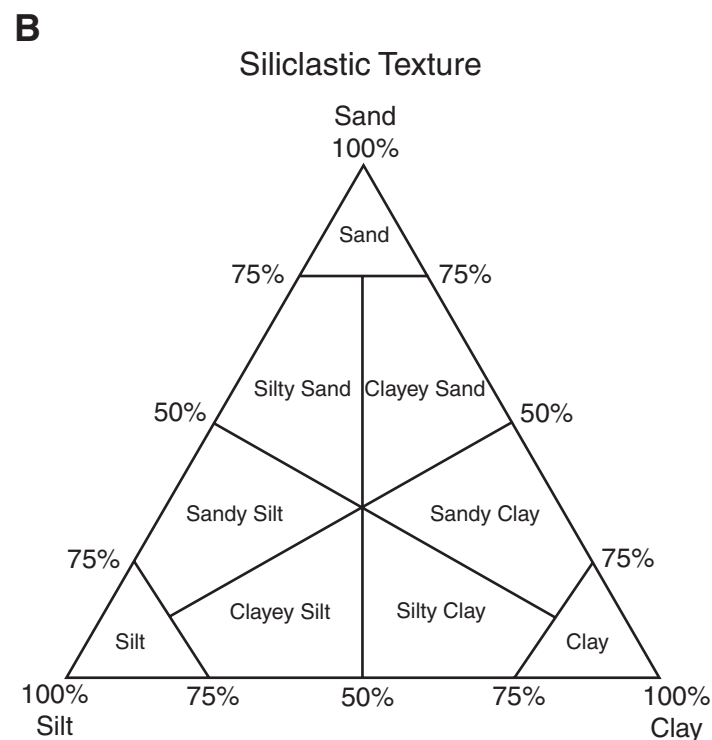 B
Siliclastic Texture
Sand
100%
Sand
75% 75%
Silty Sand Clayey Sand
50% 50%
Sandy Silt Sandy Clay
75% 75%
Clayey Silt Silty Clay
Silt Clay
100% 75% 50% 75% 100%
Silt Clay